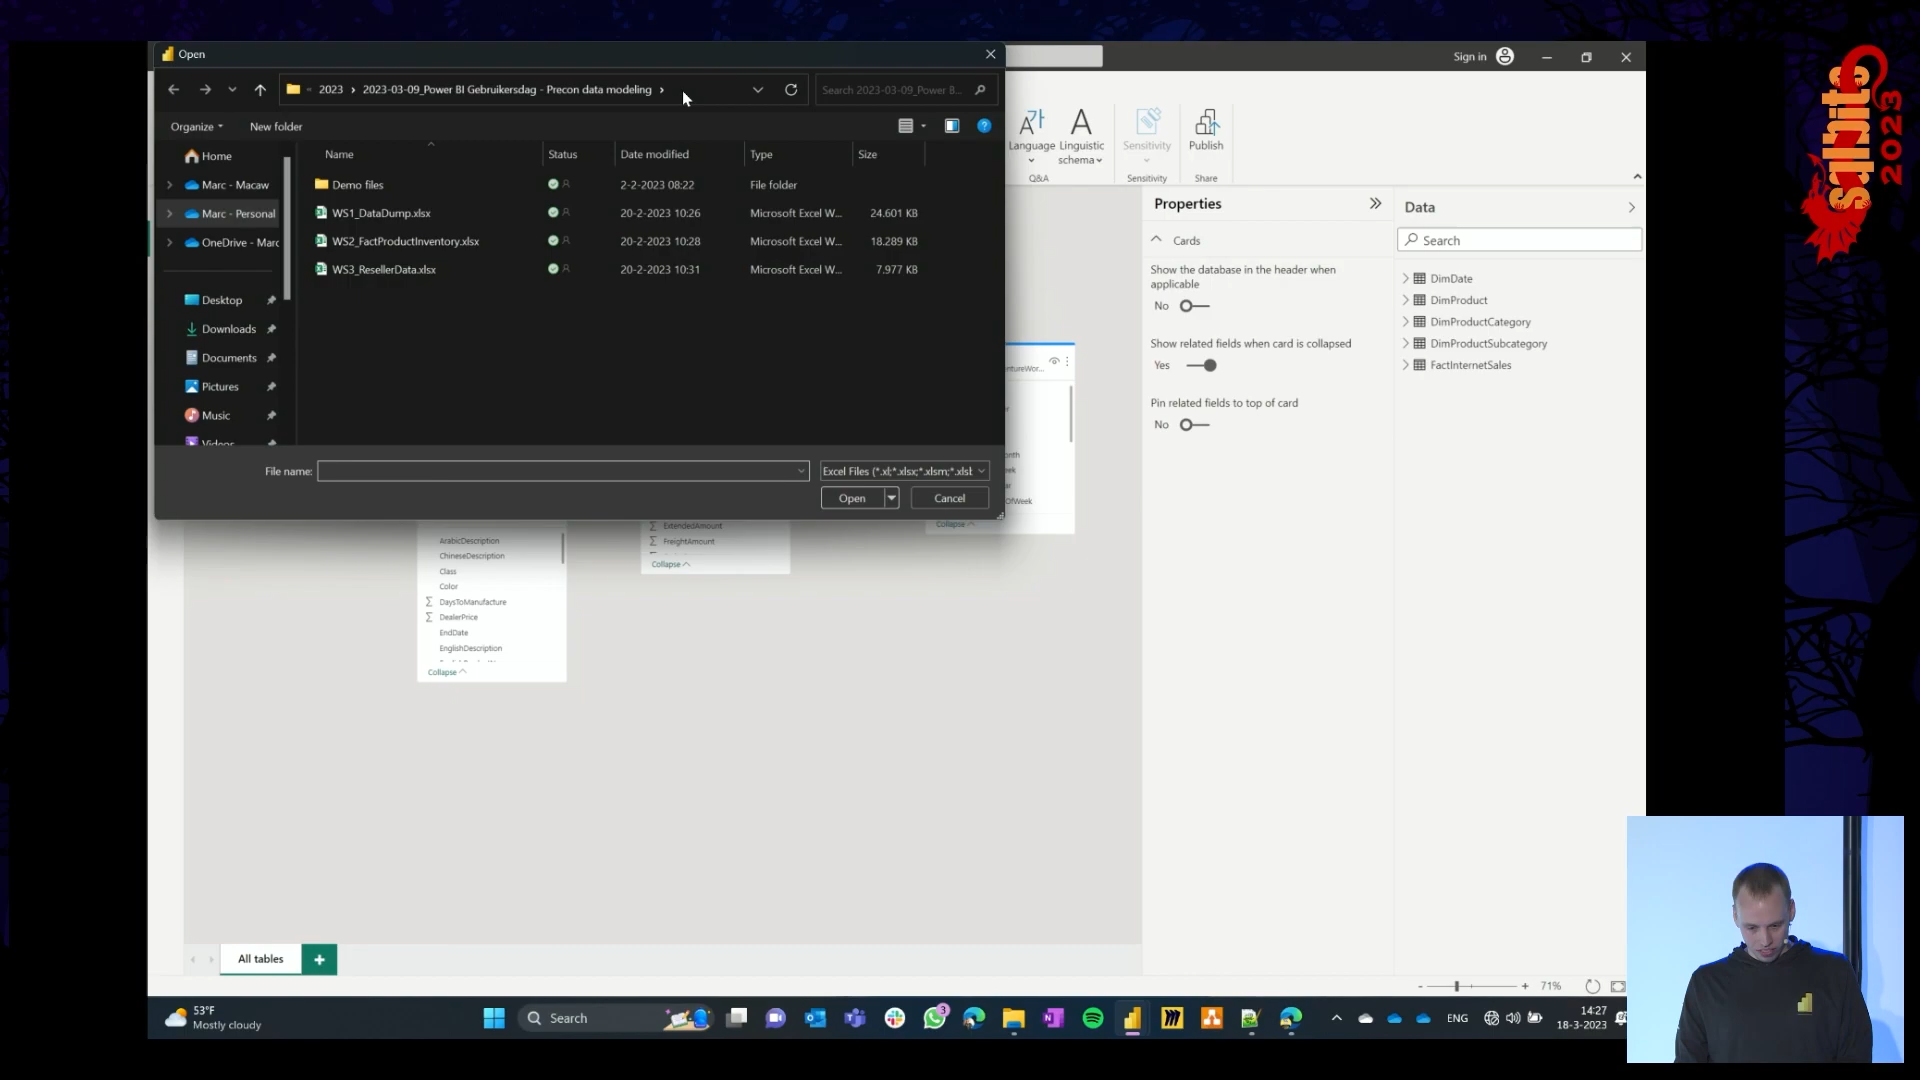 Open
Sign in
2023 › 2023-03-09_Power BI Gebruikersdag - Precon data modeling ›
Search 2023-03-09_Power B...
Organize
New folder
Name
Status
Date modified
Type
Size
Home
Marc - Macaw
Marc - Personal
OneDrive - Marc
Desktop
Downloads
Documents
Pictures
Music
Videos
Demo files
2-2-2023 08:22
File folder
WS1_DataDump.xlsx
20-2-2023 10:26
Microsoft Excel W...
24.601 KB
WS2_FactProductInventory.xlsx
20-2-2023 10:28
Microsoft Excel W...
18.289 KB
WS3_ResellerData.xlsx
20-2-2023 10:31
Microsoft Excel W...
7.977 KB
File name:
Excel Files (*.xl;*.xlsx;*.xlsm;*.xlsb
Open
Cancel
Language
Linguistic
schema
Q&A
Sensitivity
Sensitivity
Publish
Share
Properties
Cards
Show the database in the header when
applicable
No
Show related fields when card is collapsed
Yes
Pin related fields to top of card
No
Data
Search
DimDate
DimProduct
DimProductCategory
DimProductSubcategory
FactInternetSales
ntureWor...
onth
OfWeek
Collapse
ExtendedAmount
FreightAmount
Collapse
ArabicDescription
ChineseDescription
Class
Color
DaysToManufacture
DealerPrice
EndDate
EnglishDescription
Collapse
All tables
71%
53°F
Mostly cloudy
Search
3
ENG
14:27
18-3-2023
sqlbits
2023